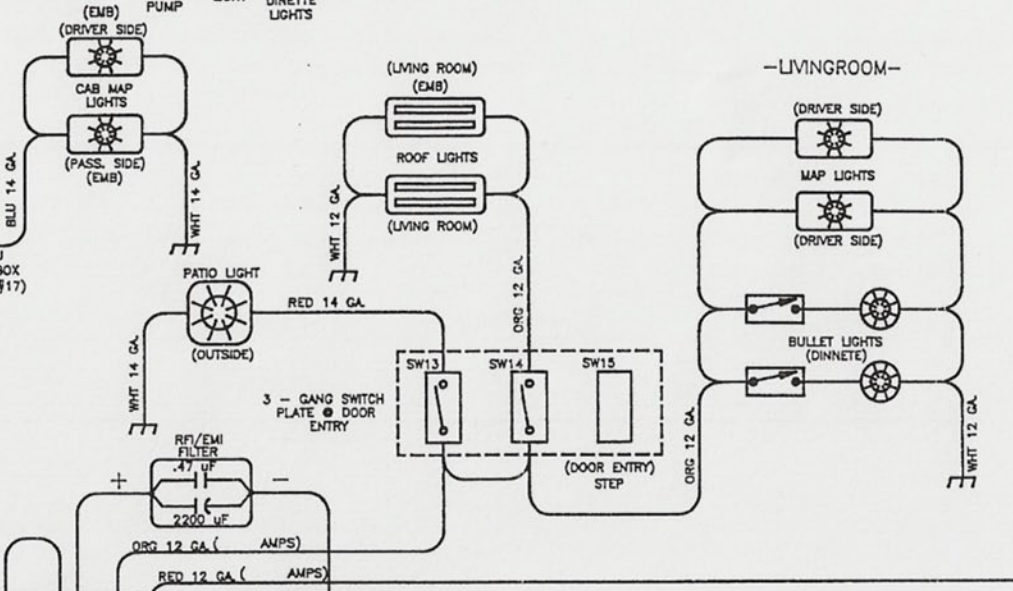 (EMB)
(DRIVER SIDE)
PUMP
DINETTE
LIGHTS
CAB MAP
LIGHTS
(PASS. SIDE)
(EMB)
BLU 14 GA.
WHT 14 GA.
BOX
(LIVING ROOM)
(EMB)
ROOF LIGHTS
(LIVING ROOM)
WHT 12 GA.
ORG 12 GA.
-LIVINGROOM-
(DRIVER SIDE)
MAP LIGHTS
(DRIVER SIDE)
BULLET LIGHTS
(DINNETE)
ORG 12 GA.
WHT 12 GA.
PATIO LIGHT
(OUTSIDE)
RED 14 GA.
WHT 14 GA.
SW13
SW14
SW15
3 - GANG SWITCH
PLATE @ DOOR
ENTRY
(DOOR ENTRY)
STEP
RFI/EMI
FILTER
.47 uF
+
-
2200 uF
ORG 12 GA. ( AMPS)
RED 12 GA. ( AMPS)